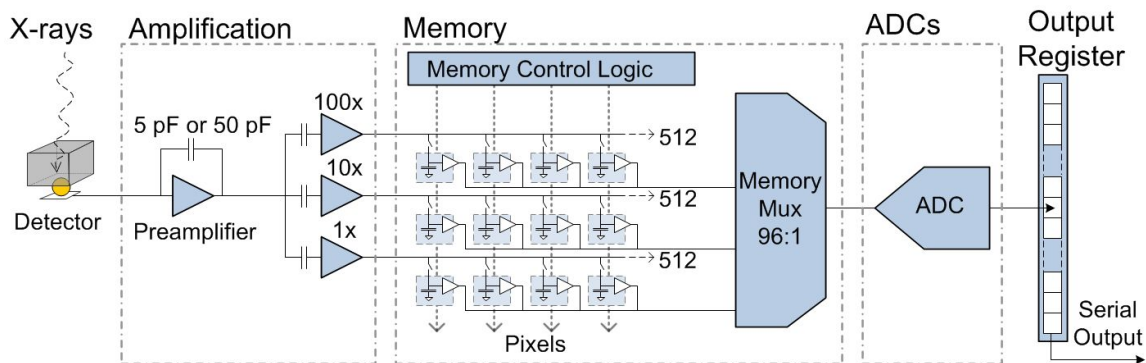 X-rays
Amplification
Memory
ADCs
Output
Register
Memory Control Logic
5 pF or 50 pF
100x
512
10x
512
1x
512
Detector
Preamplifier
Memory
Mux
96:1
ADC
Pixels
Serial
Output